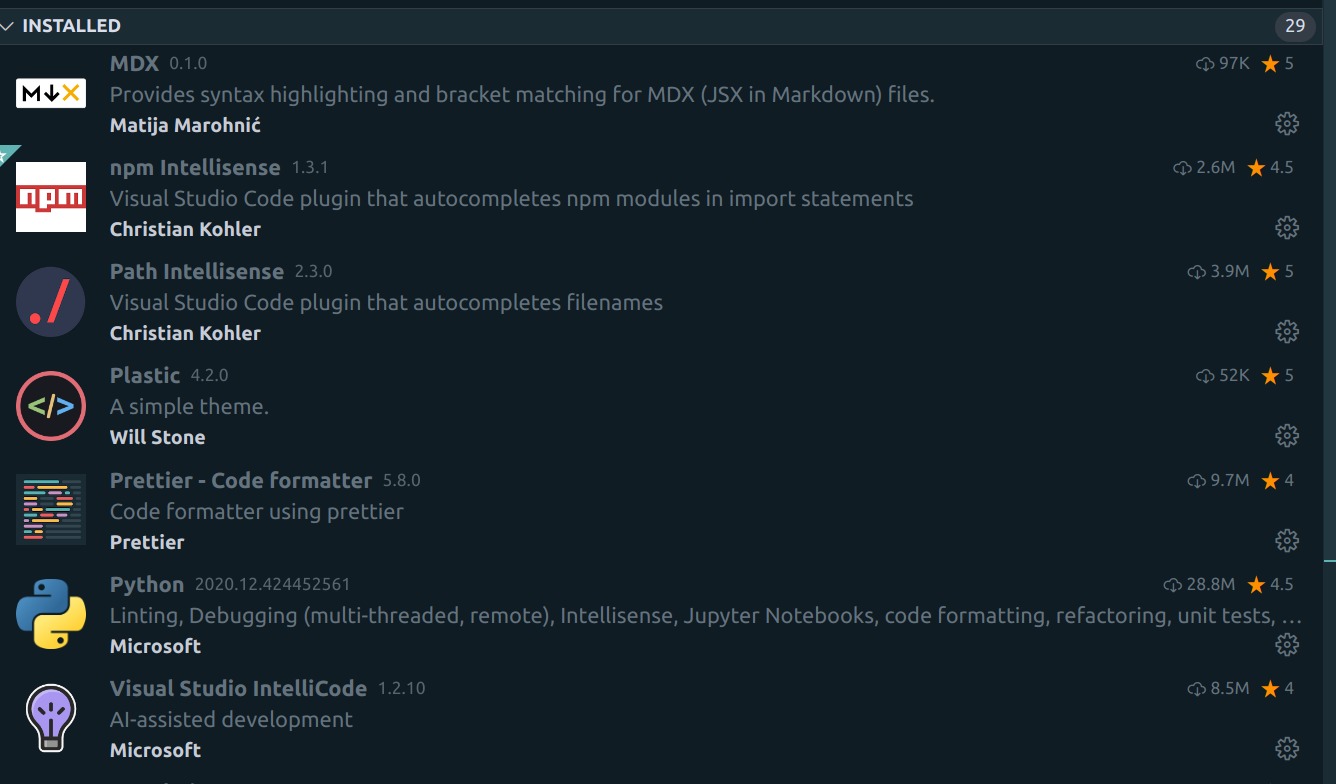 INSTALLED 29
MDX 0.1.0 97K 5
Provides syntax highlighting and bracket matching for MDX (JSX in Markdown) files.
Matija Marohnić
npm Intellisense 1.3.1 2.6M 4.5
npm
Visual Studio Code plugin that autocompletes npm modules in import statements
Christian Kohler
Path Intellisense 2.3.0 3.9M 5
./
Visual Studio Code plugin that autocompletes filenames
Christian Kohler
Plastic 4.2.0 52K 5
</>
A simple theme.
Will Stone
Prettier - Code formatter 5.8.0 9.7M 4
Code formatter using prettier
Prettier
Python 2020.12.424452561 28.8M 4.5
Linting, Debugging (multi-threaded, remote), Intellisense, Jupyter Notebooks, code formatting, refactoring, unit tests, …
Microsoft
Visual Studio IntelliCode 1.2.10 8.5M 4
AI-assisted development
Microsoft